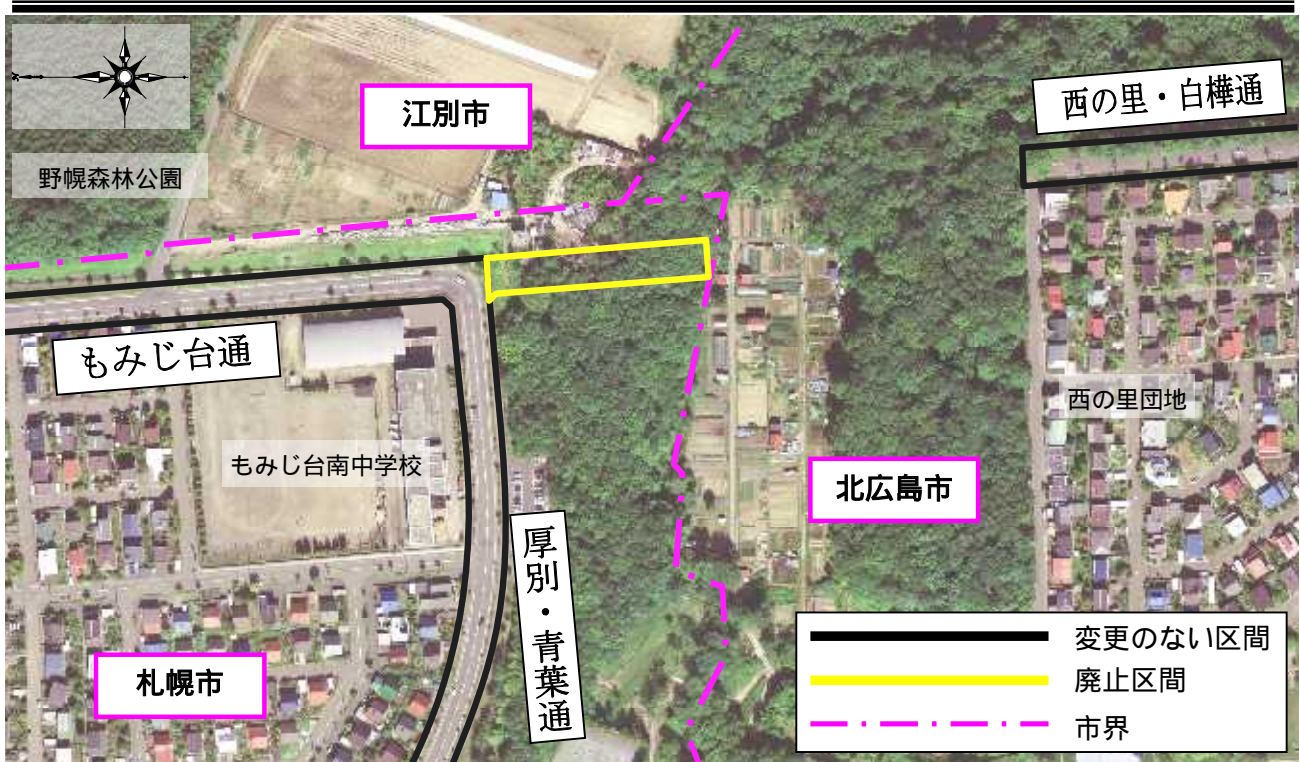 江別市
西の里・白樺通
野幌森林公園
もみじ台通
西の里団地
もみじ台南中学校
北広島市
厚別・青葉通
札幌市
変更のない区間
廃止区間
市界